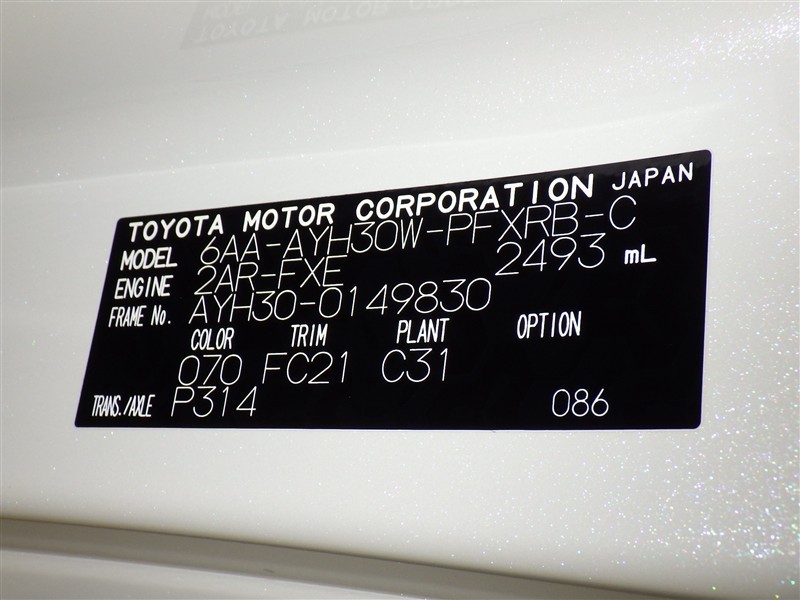 TOYOTA MOTOR CORPORATION JAPAN
MODEL 6AA-AYH30W-PFXRB-C
ENGINE 2AR-FXE 2493 mL
FRAME No. AYH30-0149830
COLOR TRIM PLANT OPTION
070 FC21 C31
TRANS./AXLE P314 086